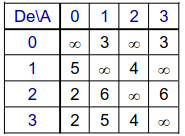 De\A 0 1 2 3
0 ∞ 3 ∞ 3
1 5 ∞ 4 ∞
2 2 6 ∞ 6
3 2 5 4 ∞